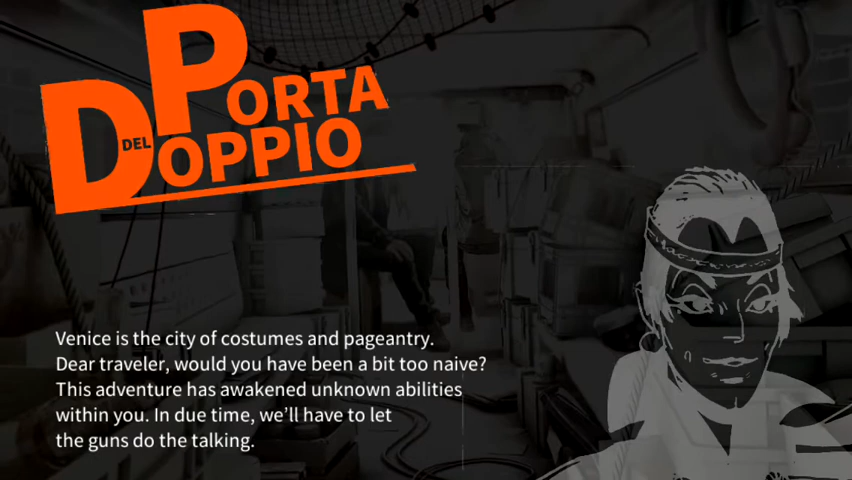 PORTA
DEL
DOPPIO
Venice is the city of costumes and pageantry.
Dear traveler, would you have been a bit too naive?
This adventure has awakened unknown abilities
within you. In due time, we'll have to let
the guns do the talking.